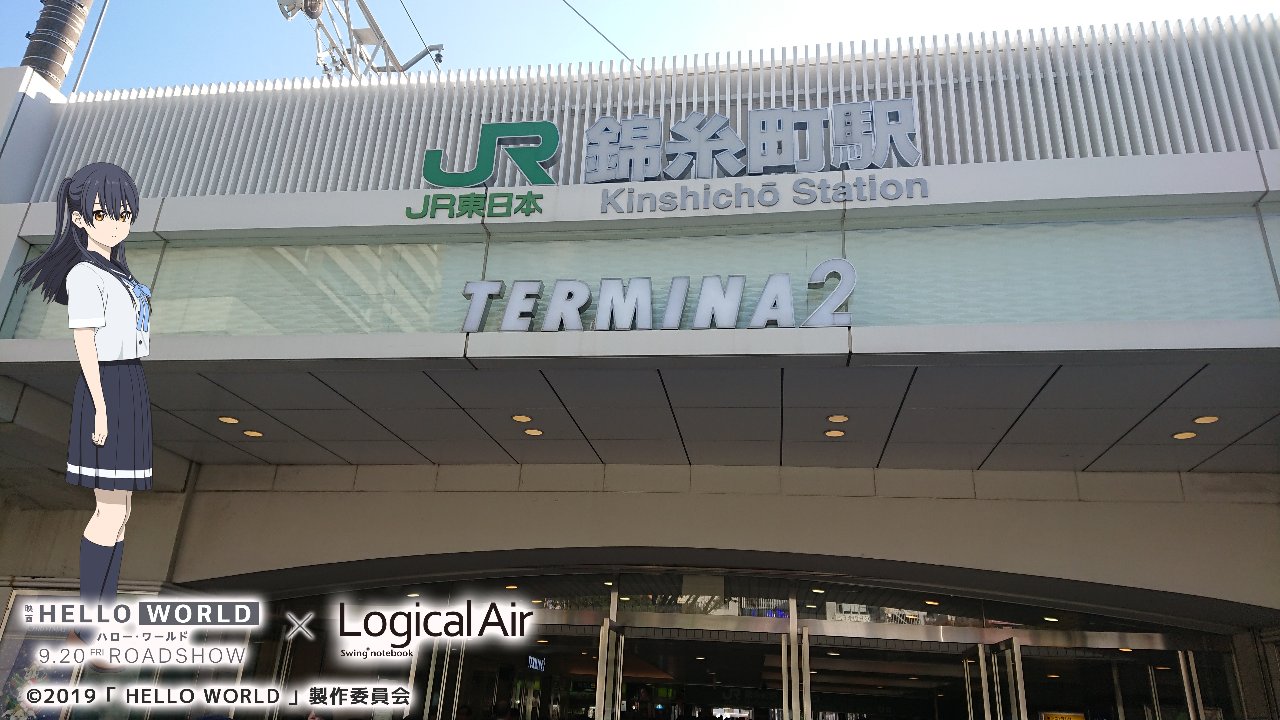 JR 錦糸町駅
JR東日本 Kinshichō Station
TERMINA2
映画 HELLO WORLD
ハロー・ワールド
9.20 FRI ROADSHOW
×
Logical Air
Swing notebook
©2019「 HELLO WORLD 」製作委員会
TERMINA
JR